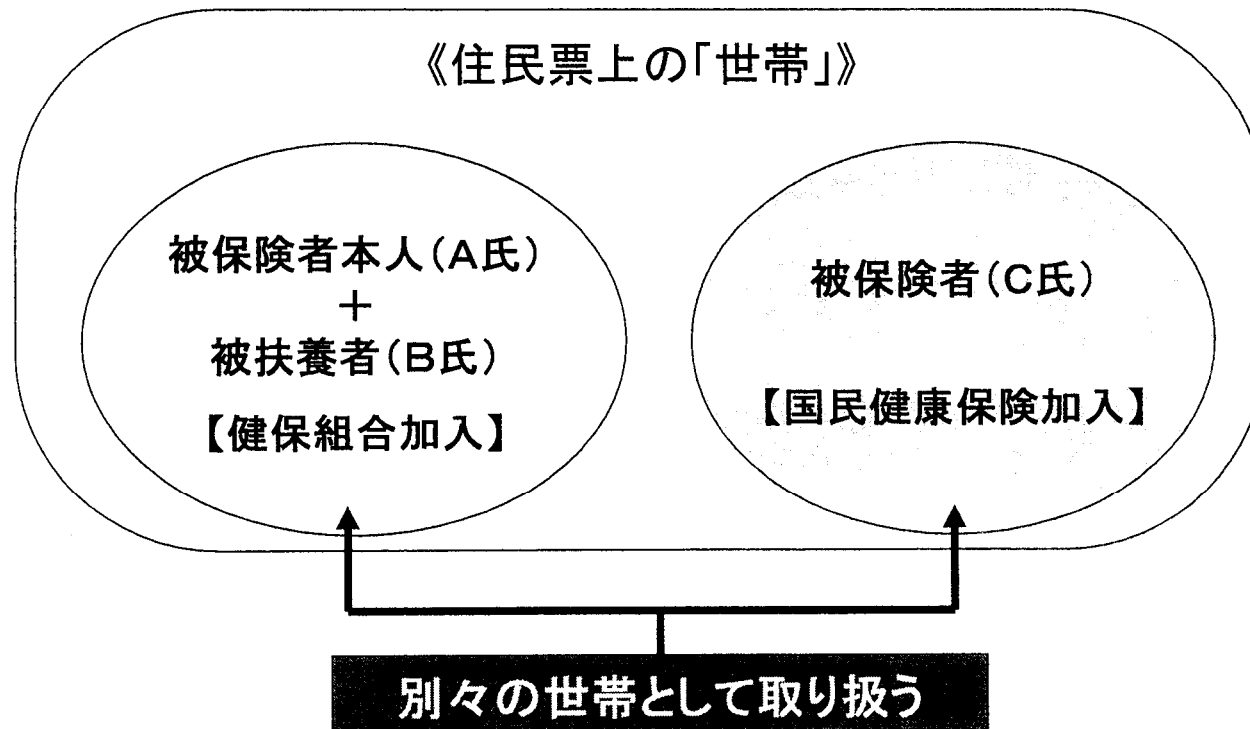 《住民票上の「世帯」》
被保険者本人(A氏)
+
被扶養者(B氏)
【健保組合加入】
被保険者(C氏)
【国民健康保険加入】
別々の世帯として取り扱う